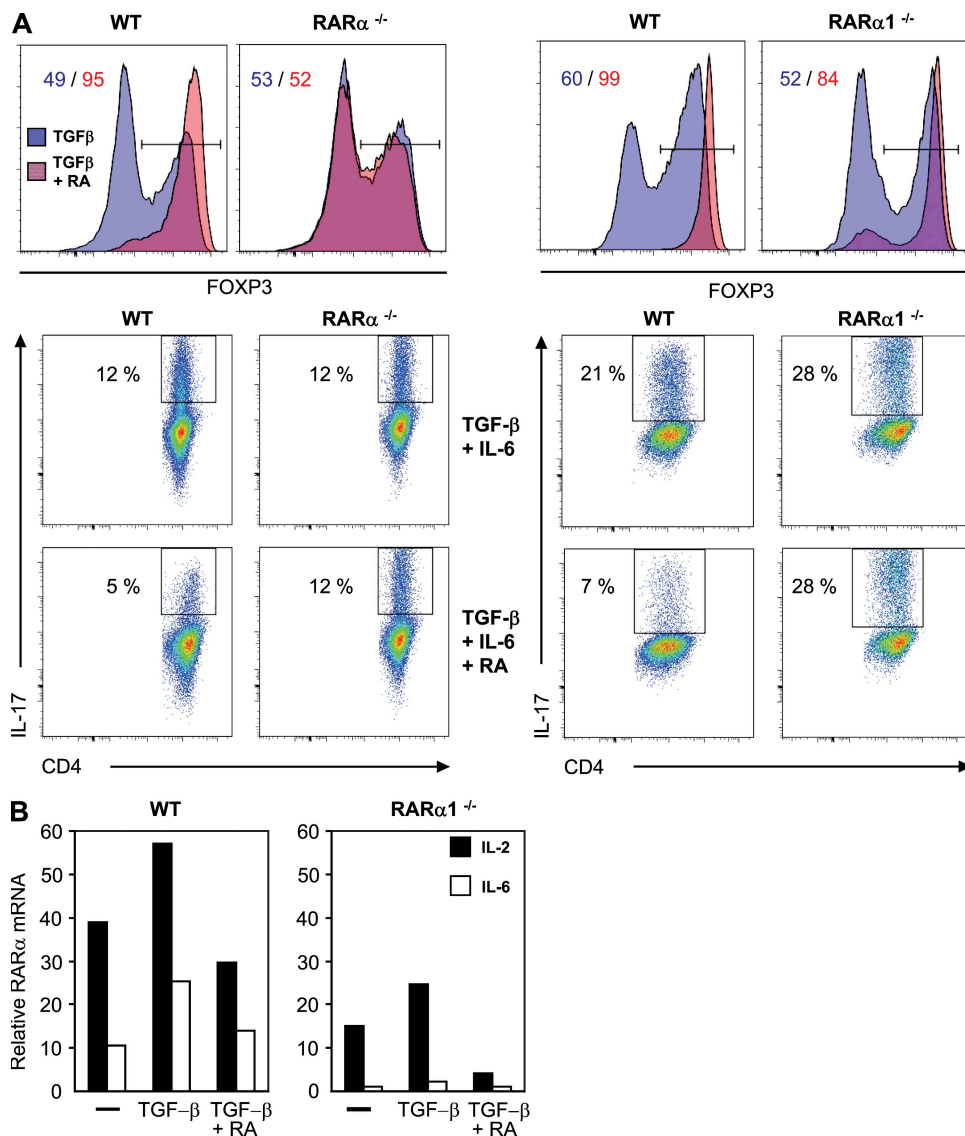 A
WT
RARα -/-
WT
RARα1 -/-
49 / 95
53 / 52
60 / 99
52 / 84
TGFβ
TGFβ
+ RA
FOXP3
FOXP3
WT
RARα -/-
WT
RARα1 -/-
12 %
12 %
TGF-β
+ IL-6
21 %
28 %
5 %
12 %
TGF-β
+ IL-6
+ RA
7 %
28 %
IL-17
IL-17
CD4
CD4
B
WT
RARα1 -/-
Relative RARα mRNA
60
50
40
30
20
10
0
60
50
40
30
20
10
0
IL-2
IL-6
– TGF–β TGF–β
+ RA
– TGF–β TGF–β
+ RA